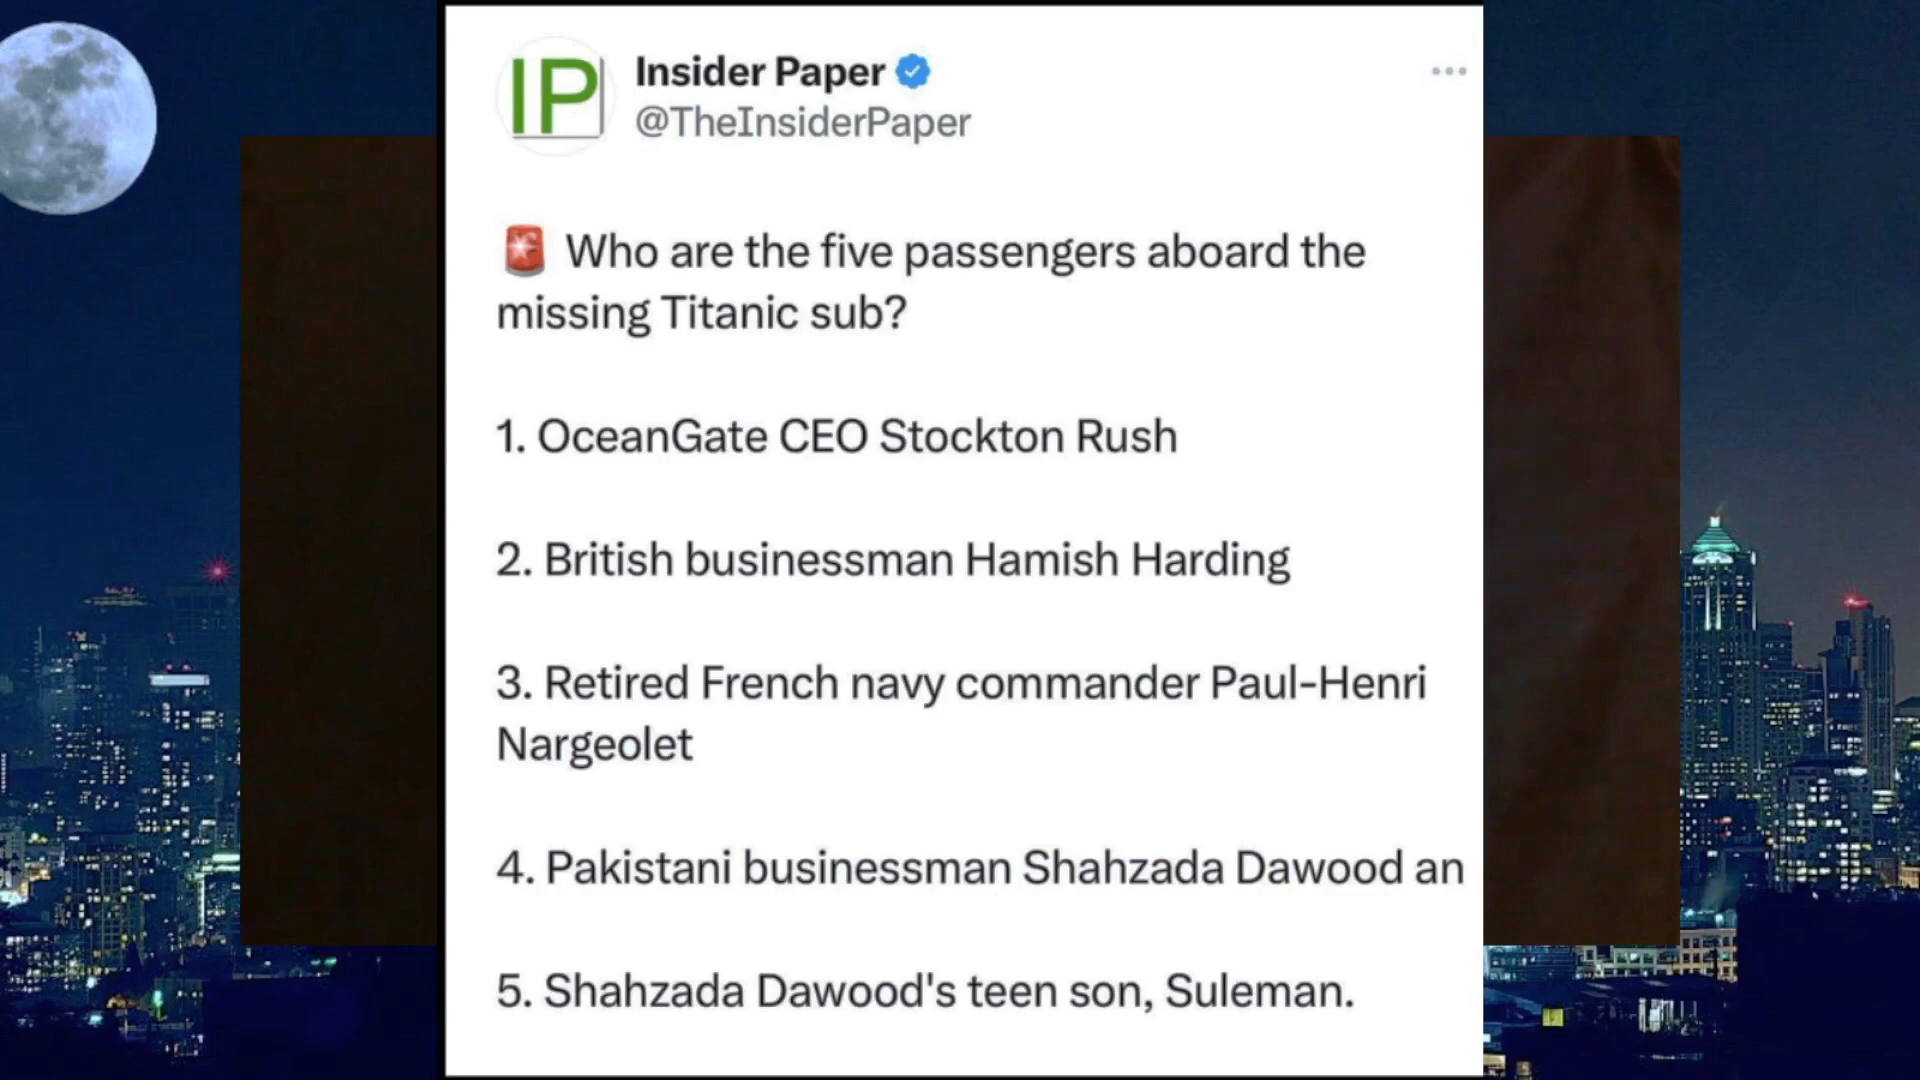 IP
Insider Paper
@TheInsiderPaper
🚨 Who are the five passengers aboard the
missing Titanic sub?
1. OceanGate CEO Stockton Rush
2. British businessman Hamish Harding
3. Retired French navy commander Paul-Henri
Nargeolet
4. Pakistani businessman Shahzada Dawood an
5. Shahzada Dawood's teen son, Suleman.